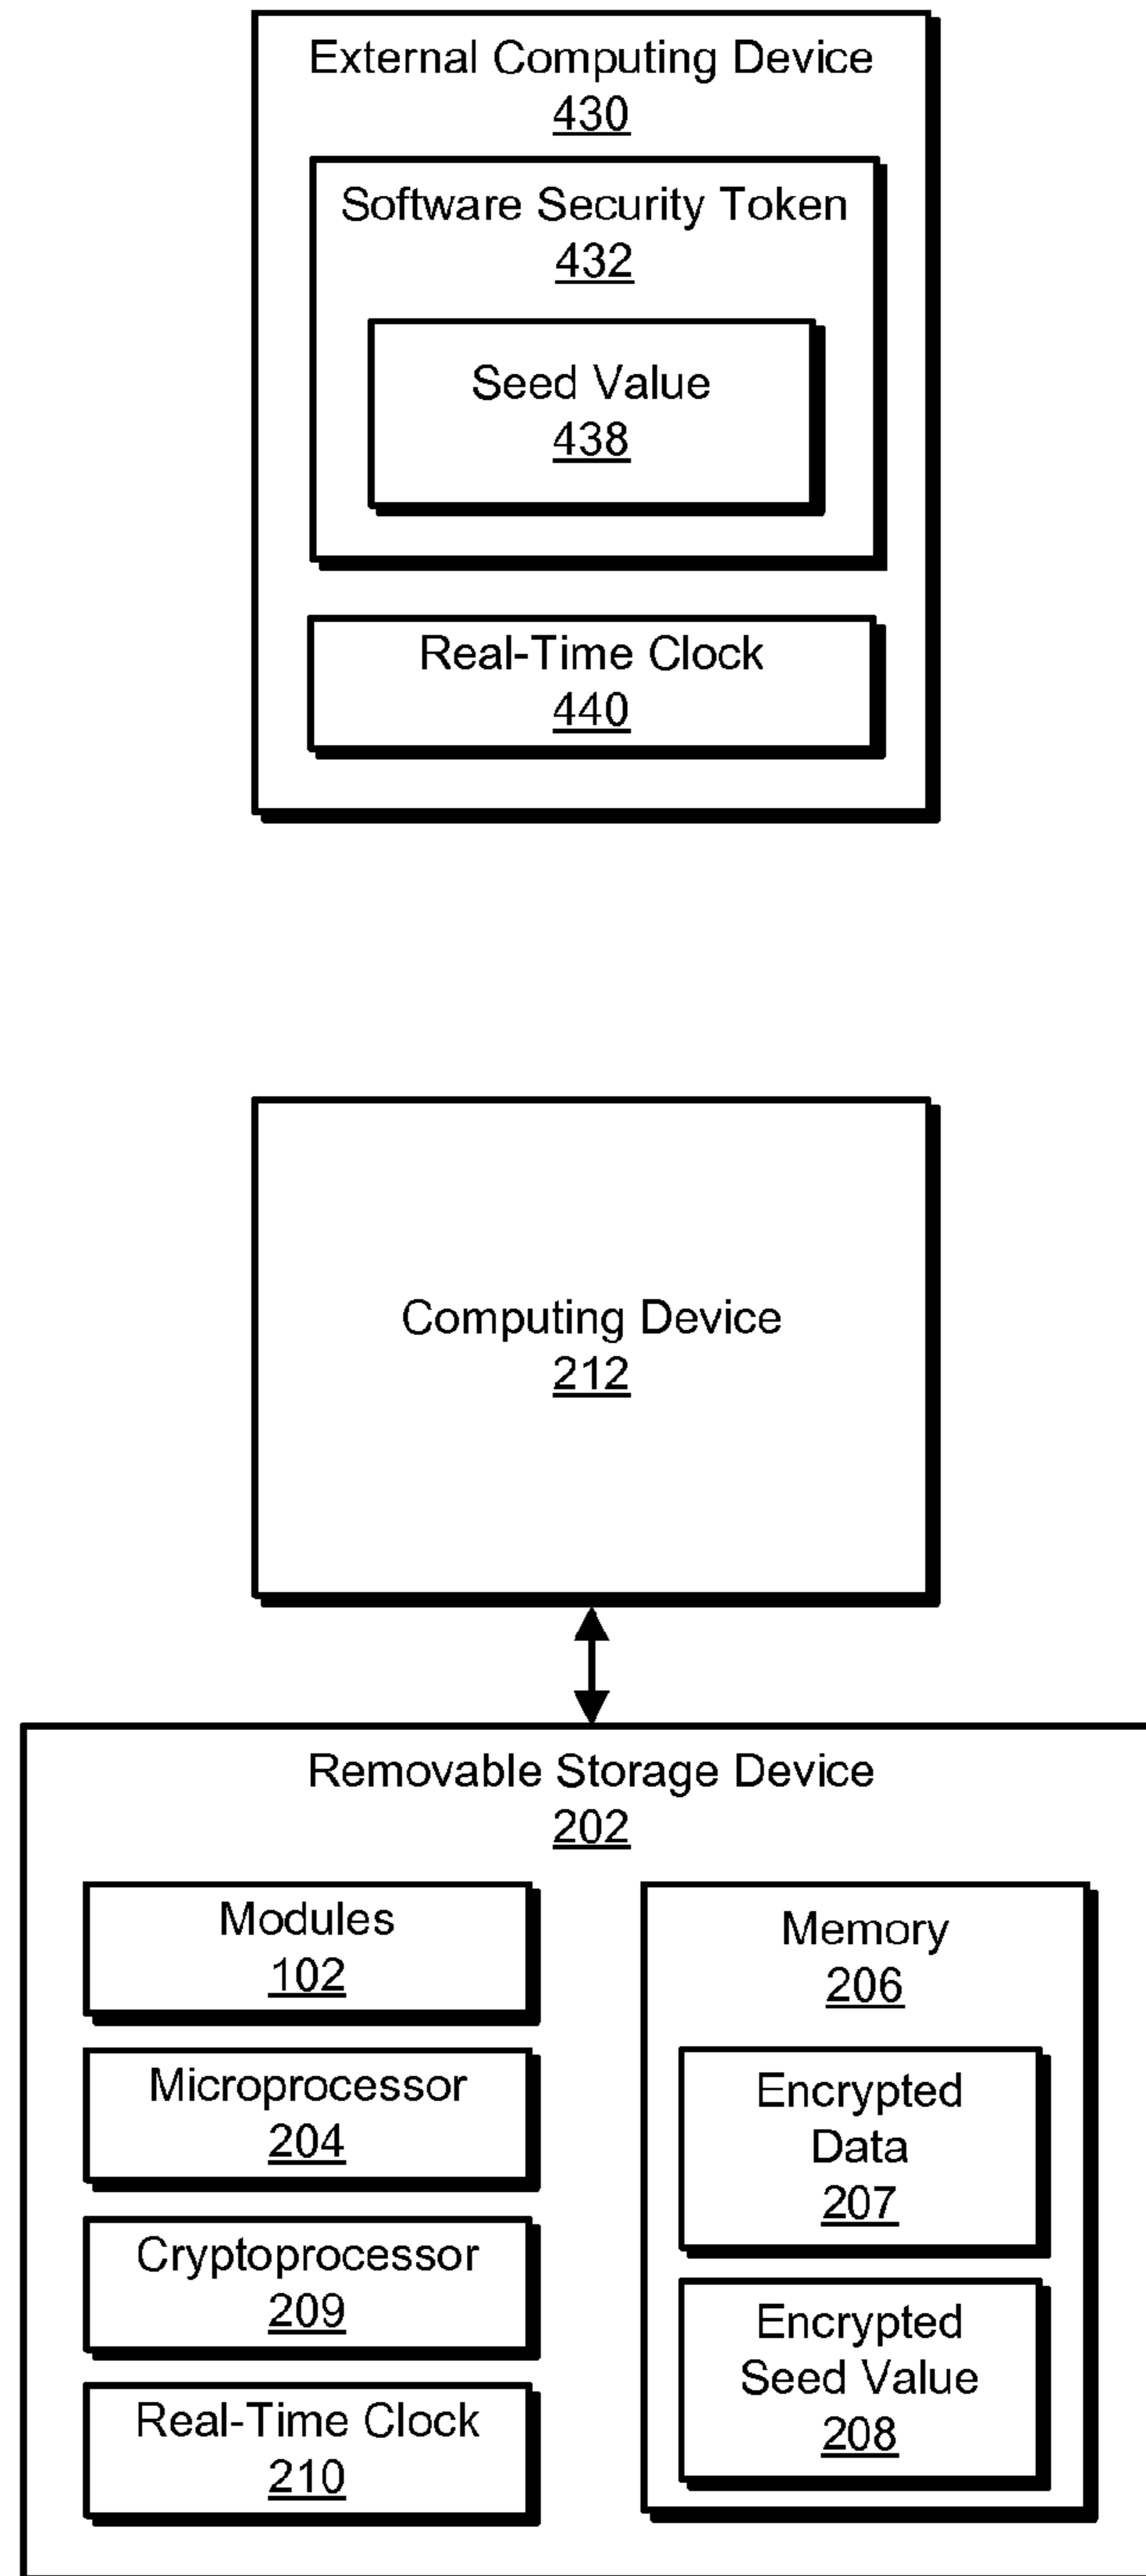 External Computing Device
430
Software Security Token
432
Seed Value
438
Real-Time Clock
440
Computing Device
212
Removable Storage Device
202
Modules
102
Microprocessor
204
Cryptoprocessor
209
Real-Time Clock
210
Memory
206
Encrypted
Data
207
Encrypted
Seed Value
208